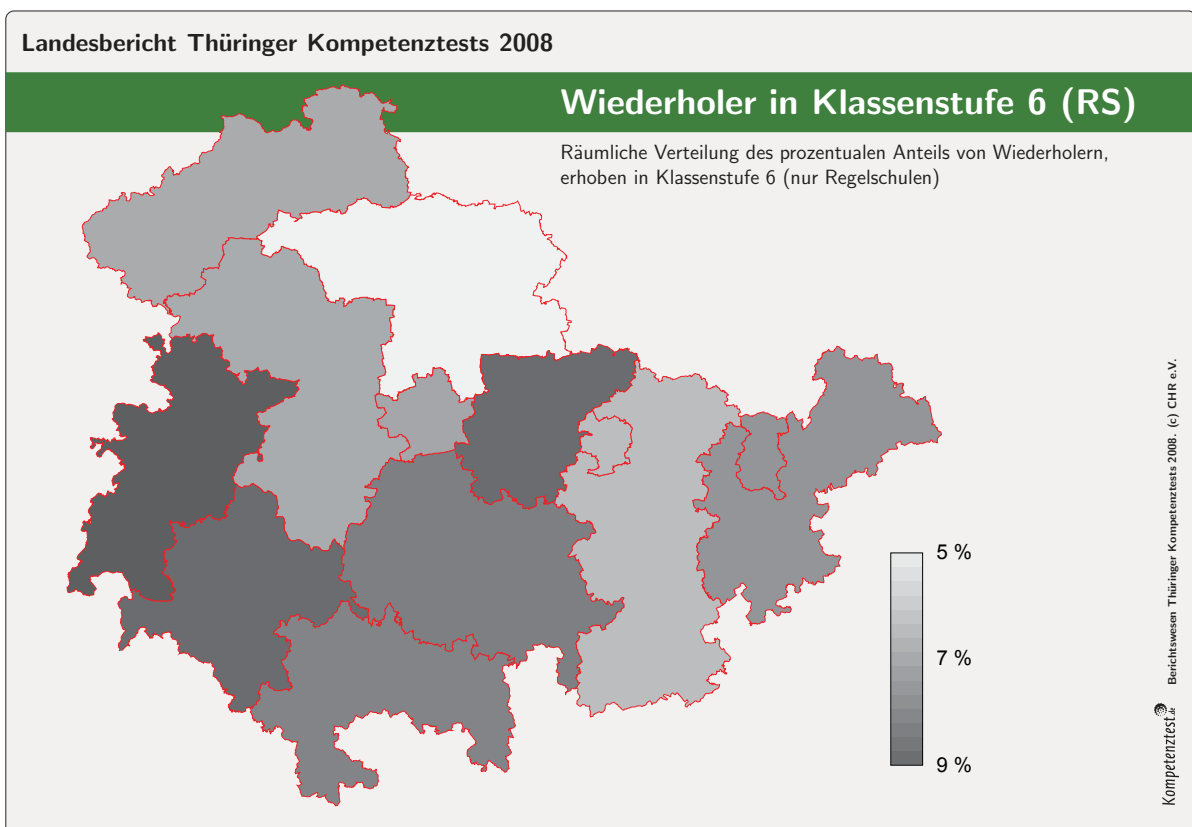 Landesbericht Thüringer Kompetenztests 2008
Wiederholer in Klassenstufe 6 (RS)
Räumliche Verteilung des prozentualen Anteils von Wiederholern,
erhoben in Klassenstufe 6 (nur Regelschulen)
5 %
7 %
9 %
Kompetenztest.de
Berichtswesen Thüringer Kompetenztests 2008. (c) CHR e.V.